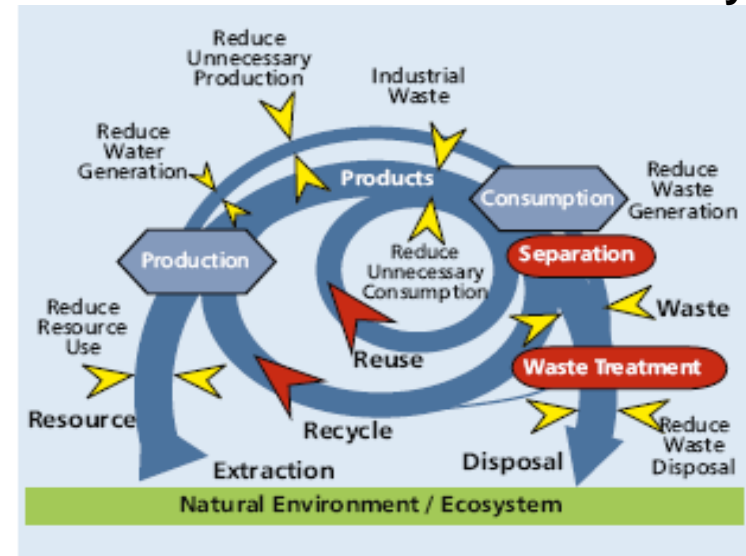 Reduce
Unnecessary
Production
Industrial
Waste
Reduce
Water
Generation
Products
Consumption
Reduce
Waste
Generation
Production
Reduce
Unnecessary
Consumption
Separation
Reduce
Resource
Use
Waste
Reuse
Waste Treatment
Resource
Recycle
Reduce
Waste
Disposal
Extraction
Disposal
Natural Environment / Ecosystem